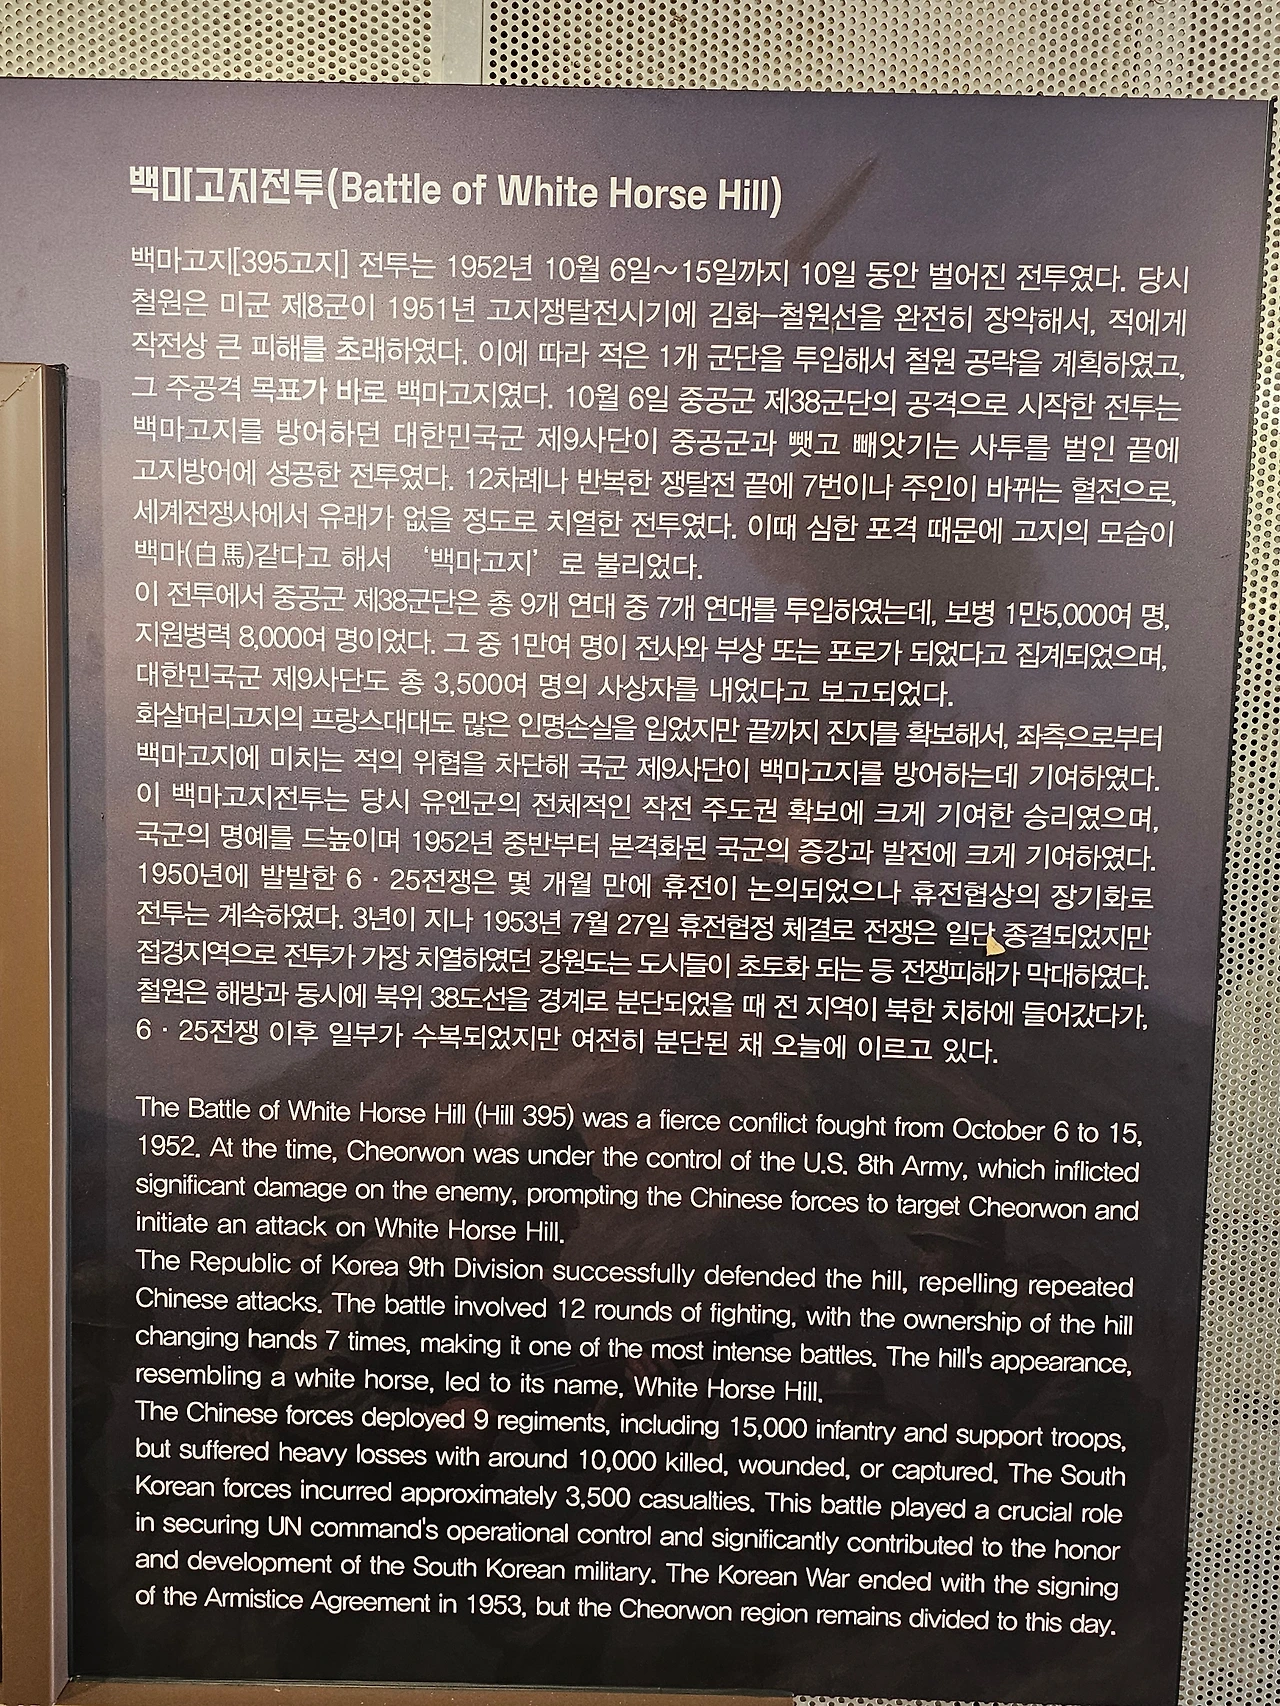 백마고지전투(Battle of White Horse Hill)
백마고지[395고지] 전투는 1952년 10월 6일~15일까지 10일 동안 벌어진 전투였다. 당시
철원은 미군 제8군이 1951년 고지쟁탈전시기에 김화-철원선을 완전히 장악해서, 적에게
작전상 큰 피해를 초래하였다. 이에 따라 적은 1개 군단을 투입해서 철원 공략을 계획하였고,
그 주공격 목표가 바로 백마고지였다. 10월 6일 중공군 제38군단의 공격으로 시작한 전투는
백마고지를 방어하던 대한민국군 제9사단이 중공군과 뺏고 빼앗기는 사투를 벌인 끝에
고지방어에 성공한 전투였다. 12차례나 반복한 쟁탈전 끝에 7번이나 주인이 바뀌는 혈전으로,
세계전쟁사에서 유래가 없을 정도로 치열한 전투였다. 이때 심한 포격 때문에 고지의 모습이
백마(白馬)같다고 해서 ‘백마고지’로 불리었다.
이 전투에서 중공군 제38군단은 총 9개 연대 중 7개 연대를 투입하였는데, 보병 1만5,000여 명,
지원병력 8,000여 명이었다. 그 중 1만여 명이 전사와 부상 또는 포로가 되었다고 집계되었으며,
대한민국군 제9사단도 총 3,500여 명의 사상자를 내었다고 보고되었다.
화살머리고지의 프랑스대대도 많은 인명손실을 입었지만 끝까지 진지를 확보해서, 좌측으로부터
백마고지에 미치는 적의 위협을 차단해 국군 제9사단이 백마고지를 방어하는데 기여하였다.
이 백마고지전투는 당시 유엔군의 전체적인 작전 주도권 확보에 크게 기여한 승리였으며,
국군의 명예를 드높이며 1952년 중반부터 본격화된 국군의 증강과 발전에 크게 기여하였다.
1950년에 발발한 6·25전쟁은 몇 개월 만에 휴전이 논의되었으나 휴전협상의 장기화로
전투는 계속하였다. 3년이 지나 1953년 7월 27일 휴전협정 체결로 전쟁은 일단 종결되었지만
접경지역으로 전투가 가장 치열하였던 강원도는 도시들이 초토화 되는 등 전쟁피해가 막대하였다.
철원은 해방과 동시에 북위 38도선을 경계로 분단되었을 때 전 지역이 북한 치하에 들어갔다가,
6·25전쟁 이후 일부가 수복되었지만 여전히 분단된 채 오늘에 이르고 있다.
The Battle of White Horse Hill (Hill 395) was a fierce conflict fought from October 6 to 15,
1952. At the time, Cheorwon was under the control of the U.S. 8th Army, which inflicted
significant damage on the enemy, prompting the Chinese forces to target Cheorwon and
initiate an attack on White Horse Hill.
The Republic of Korea 9th Division successfully defended the hill, repelling repeated
Chinese attacks. The battle involved 12 rounds of fighting, with the ownership of the hill
changing hands 7 times, making it one of the most intense battles. The hill's appearance,
resembling a white horse, led to its name, White Horse Hill.
The Chinese forces deployed 9 regiments, including 15,000 infantry and support troops,
but suffered heavy losses with around 10,000 killed, wounded, or captured. The South
Korean forces incurred approximately 3,500 casualties. This battle played a crucial role
in securing UN command's operational control and significantly contributed to the honor
and development of the South Korean military. The Korean War ended with the signing
of the Armistice Agreement in 1953, but the Cheorwon region remains divided to this day.